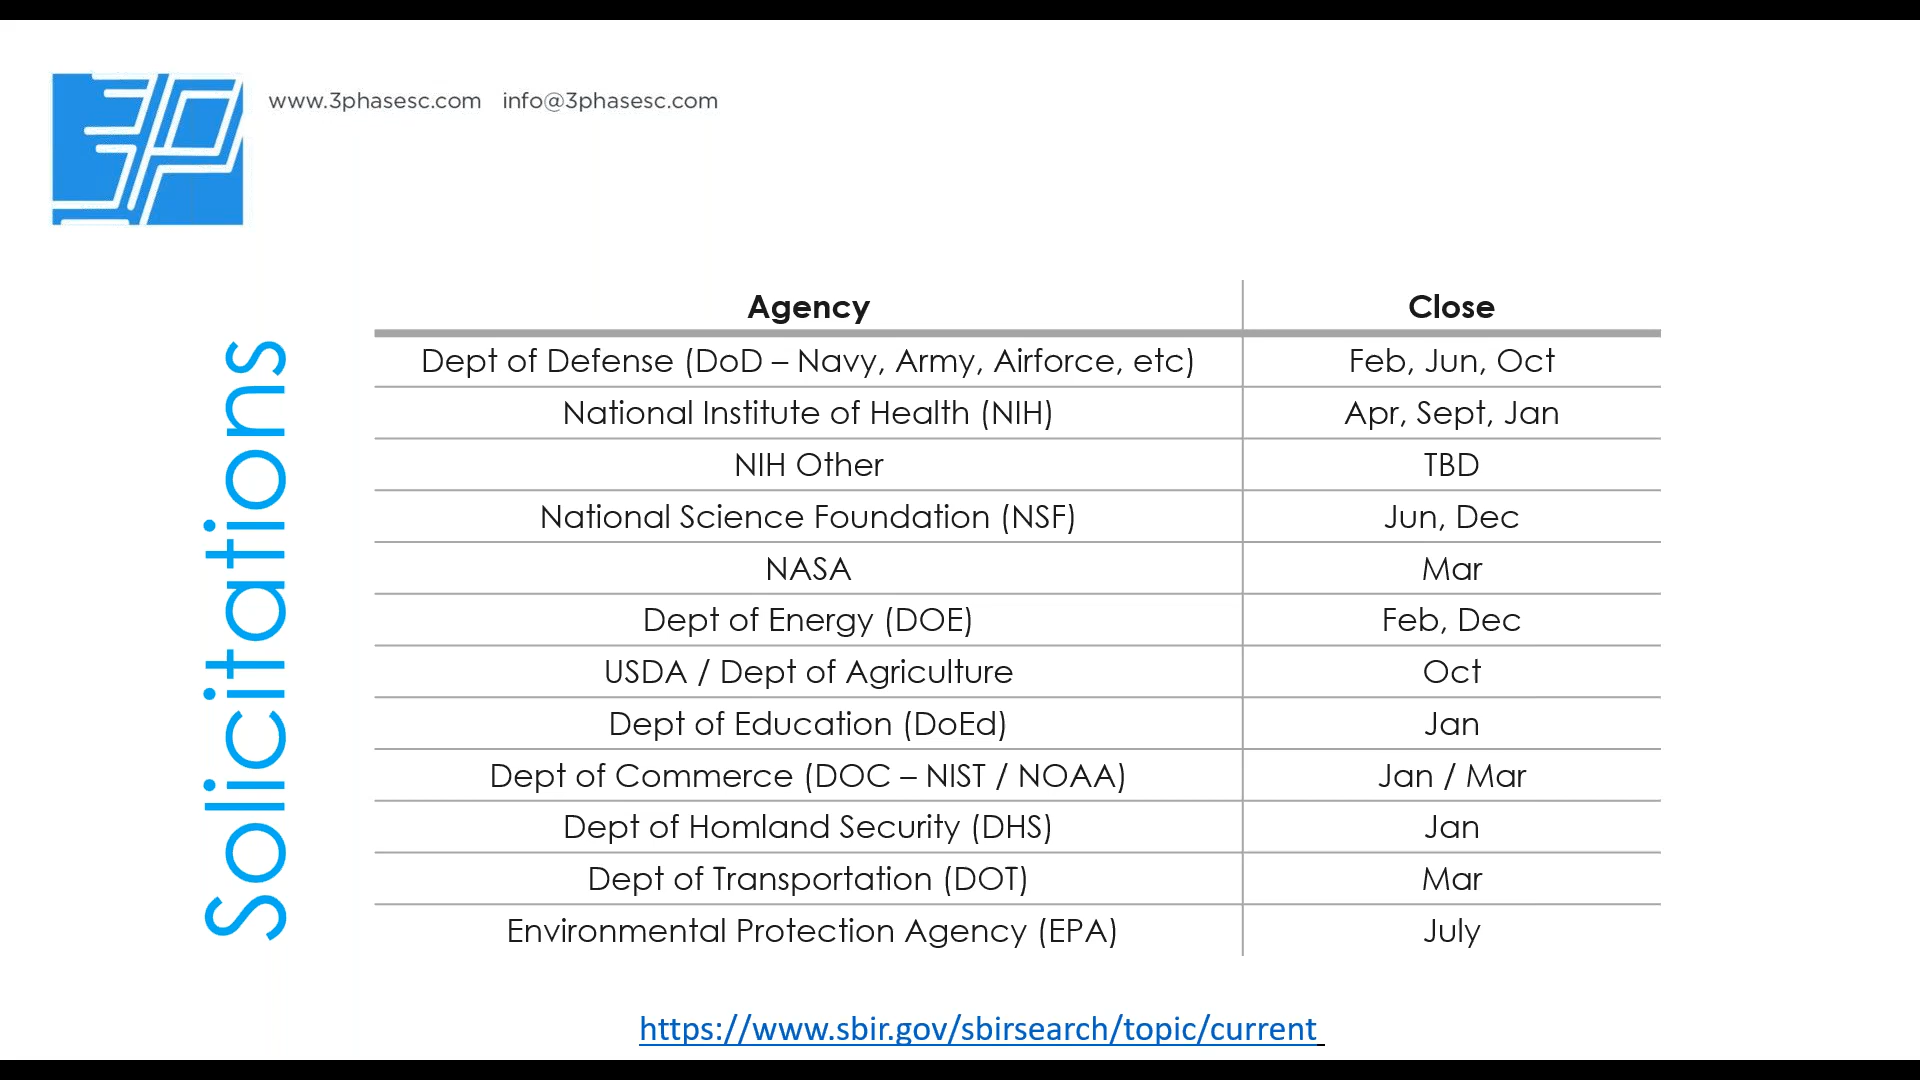 www.3phasesc.com info@3phasesc.com
3P
Solicitations
Agency Close
Dept of Defense (DoD – Navy, Army, Airforce, etc) Feb, Jun, Oct
National Institute of Health (NIH) Apr, Sept, Jan
NIH Other TBD
National Science Foundation (NSF) Jun, Dec
NASA Mar
Dept of Energy (DOE) Feb, Dec
USDA / Dept of Agriculture Oct
Dept of Education (DoEd) Jan
Dept of Commerce (DOC – NIST / NOAA) Jan / Mar
Dept of Homland Security (DHS) Jan
Dept of Transportation (DOT) Mar
Environmental Protection Agency (EPA) July
https://www.sbir.gov/sbirsearch/topic/current